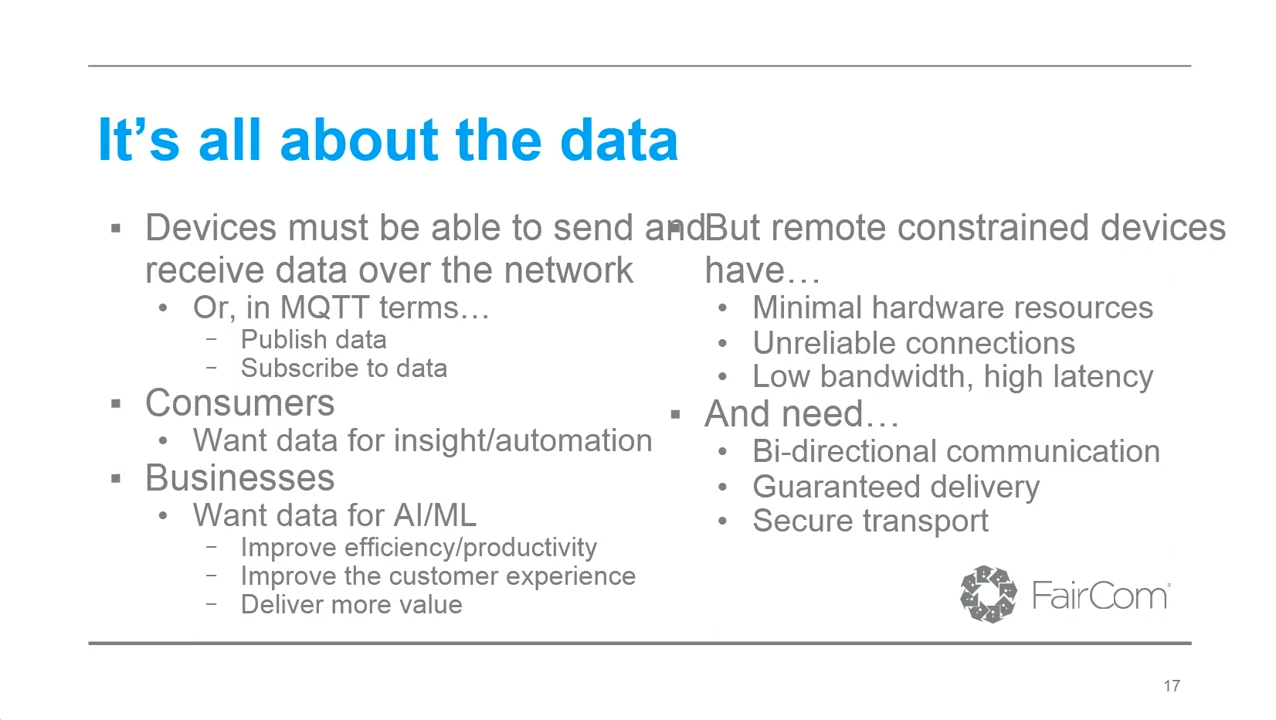 It’s all about the data
▪ Devices must be able to send and
receive data over the network
• Or, in MQTT terms…
– Publish data
– Subscribe to data
▪ Consumers
• Want data for insight/automation
▪ Businesses
• Want data for AI/ML
– Improve efficiency/productivity
– Improve the customer experience
– Deliver more value
▪ But remote constrained devices
have…
• Minimal hardware resources
• Unreliable connections
• Low bandwidth, high latency
▪ And need…
• Bi-directional communication
• Guaranteed delivery
• Secure transport
FairCom®
17